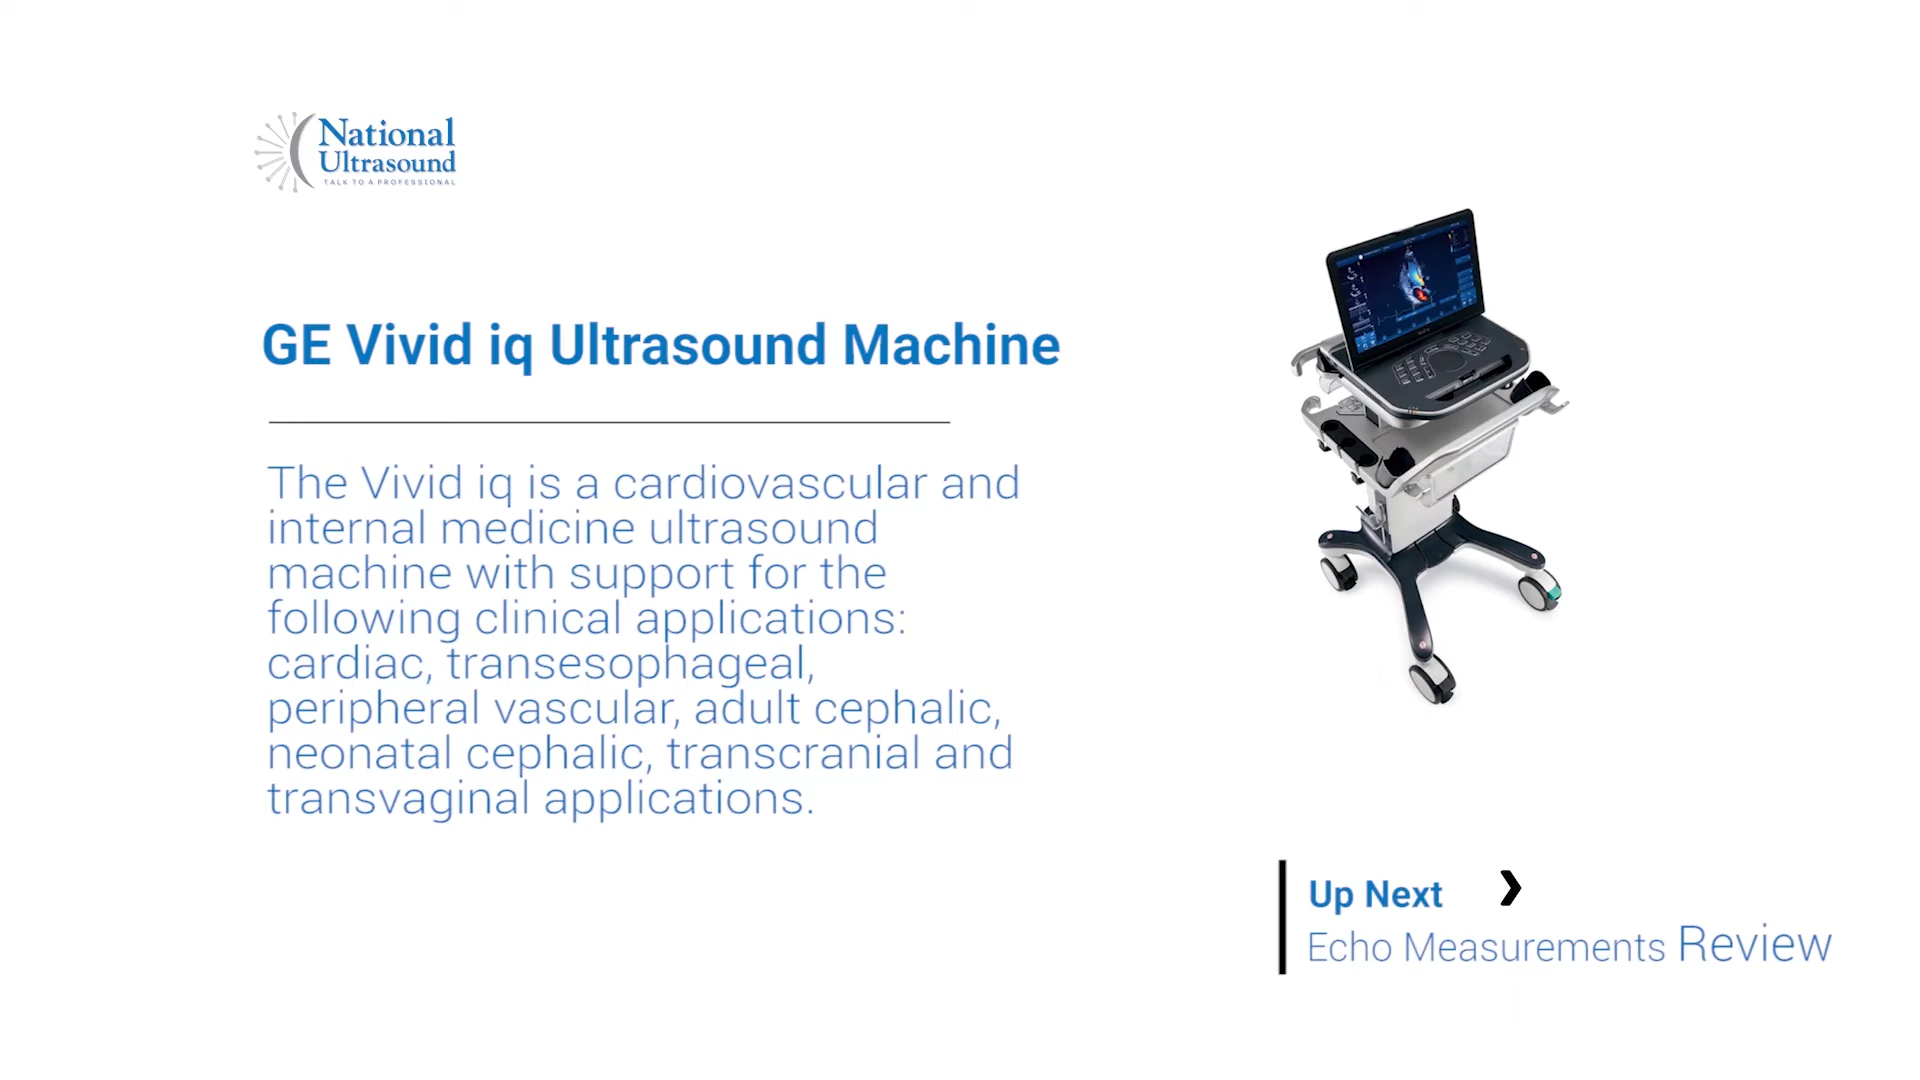 National
Ultrasound
TALK TO A PROFESSIONAL
GE Vivid iq Ultrasound Machine
The Vivid iq is a cardiovascular and
internal medicine ultrasound
machine with support for the
following clinical applications:
cardiac, transesophageal,
peripheral vascular, adult cephalic,
neonatal cephalic, transcranial and
transvaginal applications.
Up Next
Echo Measurements Review